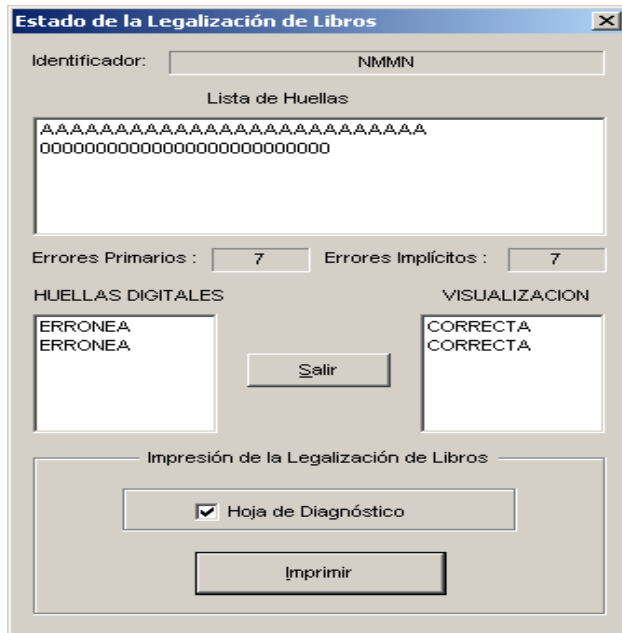 Estado de la Legalización de Libros
Identificador: NMMN
Lista de Huellas
AAAAAAAAAAAAAAAAAAAAAAAAAA
000000000000000000000000
Errores Primarios : 7 Errores Implícitos : 7
HUELLAS DIGITALES VISUALIZACION
ERRONEA CORRECTA
ERRONEA CORRECTA
Salir
Impresión de la Legalización de Libros
Hoja de Diagnóstico
Imprimir